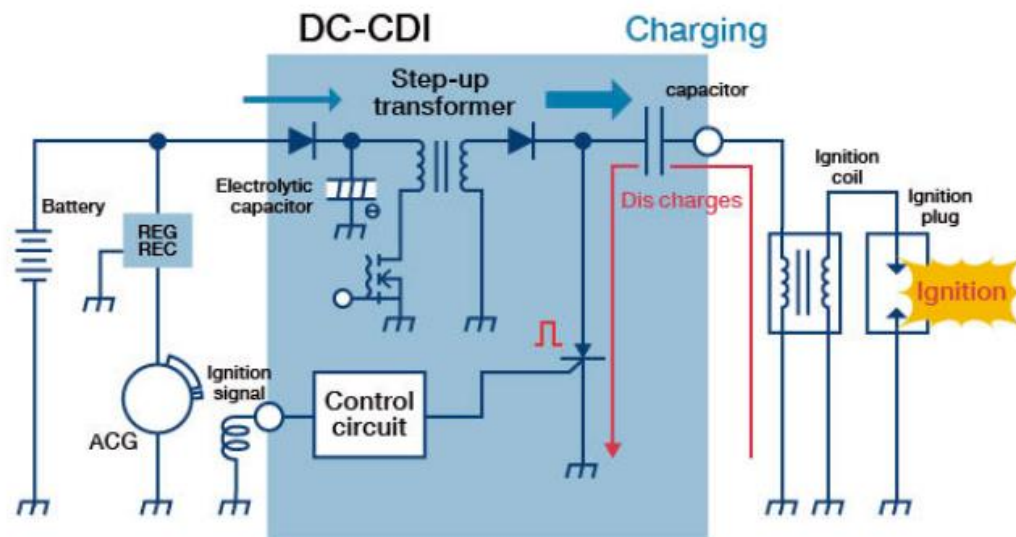 DC-CDI
Charging
Step-up
transformer
capacitor
Electrolytic
capacitor
⊖
Battery
REG
REC
Dis charges
Ignition
coil
Ignition
plug
Ignition
Ignition
signal
Control
circuit
ACG